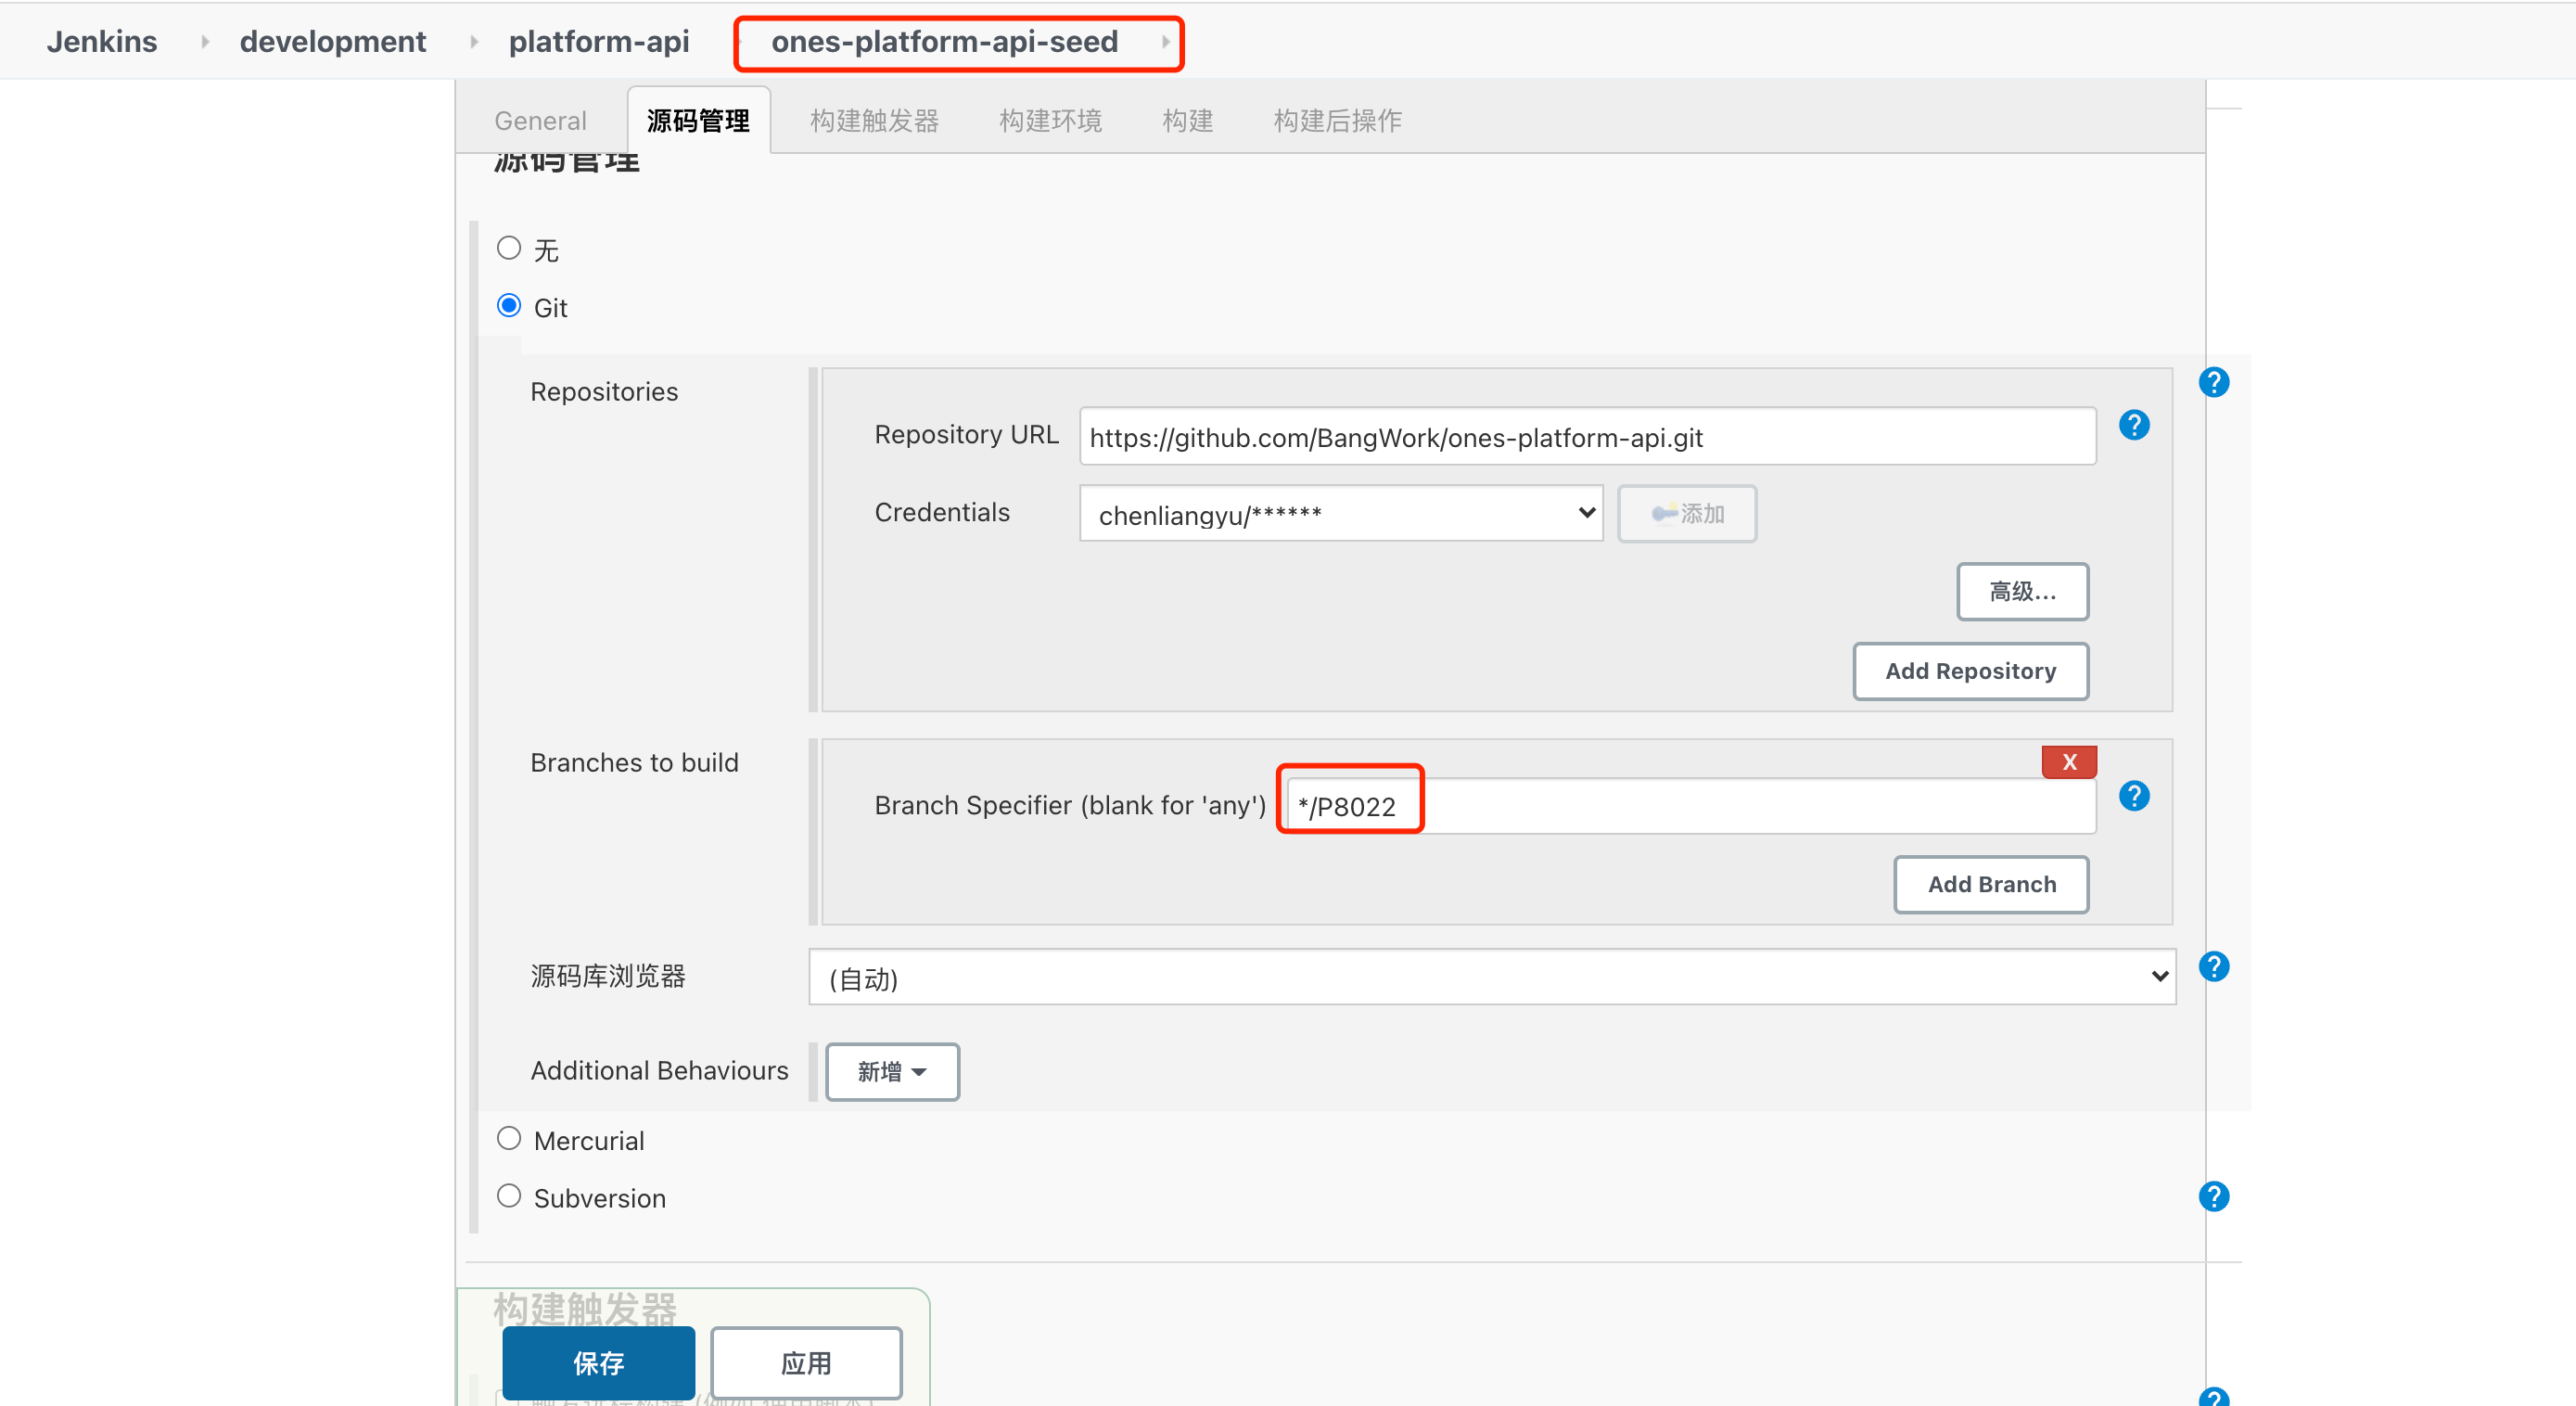 Jenkins development platform-api ones-platform-api-seed
General 源码管理 构建触发器 构建环境 构建 构建后操作
源码管理
无
Git
Repositories
Repository URL https://github.com/BangWork/ones-platform-api.git
Credentials chenliangyu/****** 添加
高级...
Add Repository
Branches to build
X
Branch Specifier (blank for 'any') */P8022
Add Branch
源码库浏览器 (自动)
Additional Behaviours 新增
Mercurial
Subversion
构建触发器
保存 应用